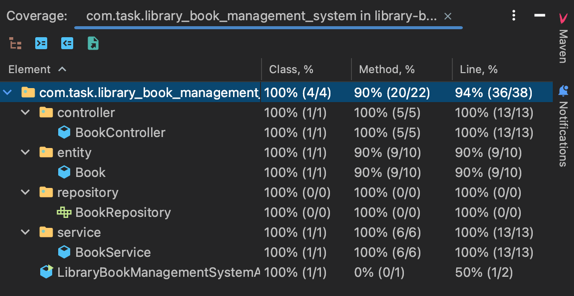 Coverage: com.task.library_book_management_system in library-b...
Element Class, % Method, % Line, %
com.task.library_book_management_ 100% (4/4) 90% (20/22) 94% (36/38)
controller 100% (1/1) 100% (5/5) 100% (13/13)
BookController 100% (1/1) 100% (5/5) 100% (13/13)
entity 100% (1/1) 90% (9/10) 90% (9/10)
Book 100% (1/1) 90% (9/10) 90% (9/10)
repository 100% (0/0) 100% (0/0) 100% (0/0)
BookRepository 100% (0/0) 100% (0/0) 100% (0/0)
service 100% (1/1) 100% (6/6) 100% (13/13)
BookService 100% (1/1) 100% (6/6) 100% (13/13)
LibraryBookManagementSystemA 100% (1/1) 0% (0/1) 50% (1/2)
Maven
Notifications